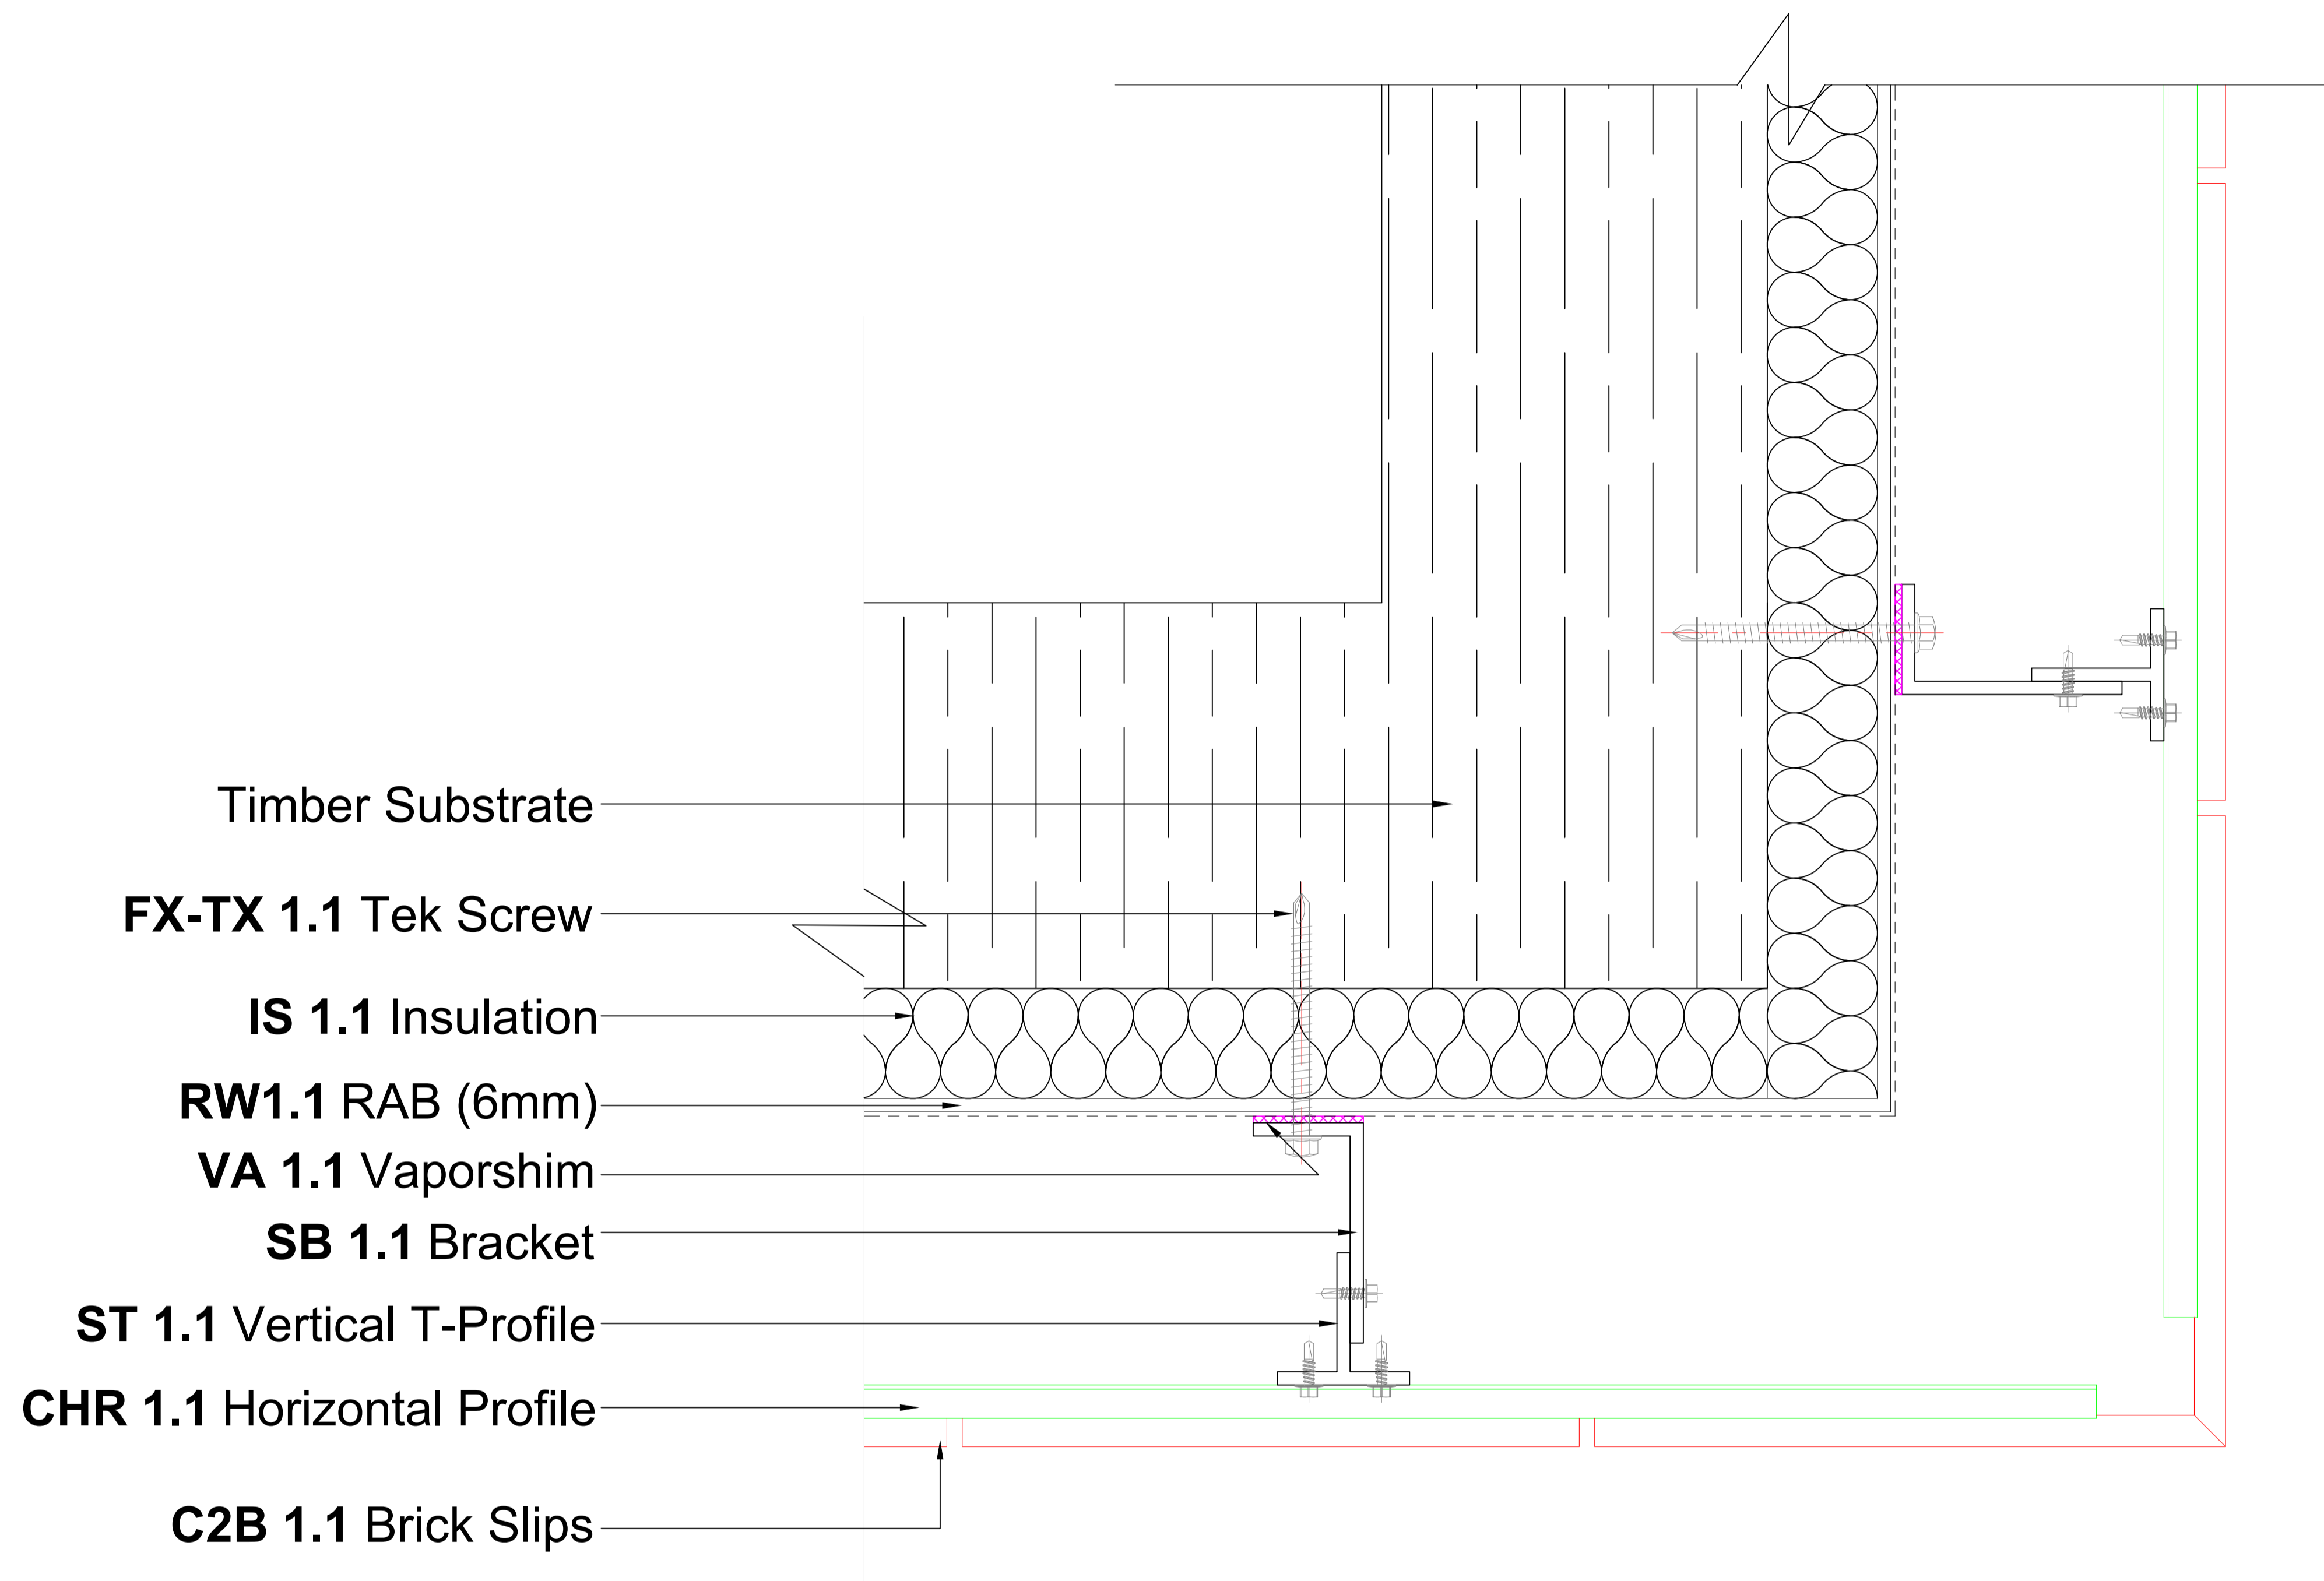 Timber Substrate
FX-TX 1.1 Tek Screw
IS 1.1 Insulation
RW1.1 RAB (6mm)
VA 1.1 Vaporshim
SB 1.1 Bracket
ST 1.1 Vertical T-Profile
CHR 1.1 Horizontal Profile
C2B 1.1 Brick Slips